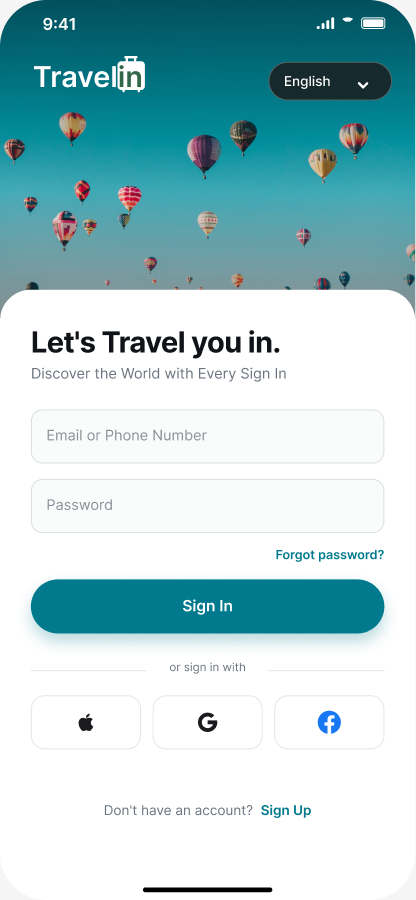 9:41
Travelin
English
Let's Travel you in.
Discover the World with Every Sign In
Email or Phone Number
Password
Forgot password?
Sign In
or sign in with
Don't have an account? Sign Up